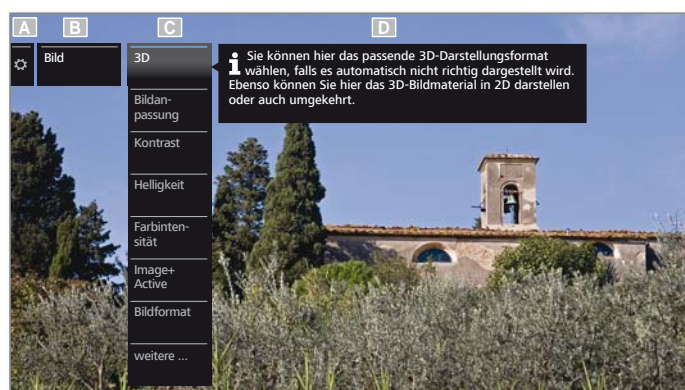 A B C D
Bild
3D
Sie können hier das passende 3D-Darstellungsformat
wählen, falls es automatisch nicht richtig dargestellt wird.
Ebenso können Sie hier das 3D-Bildmaterial in 2D darstellen
oder auch umgekehrt.
Bildan-
passung
Kontrast
Helligkeit
Farbinten-
sität
Image+
Active
Bildformat
weitere ...